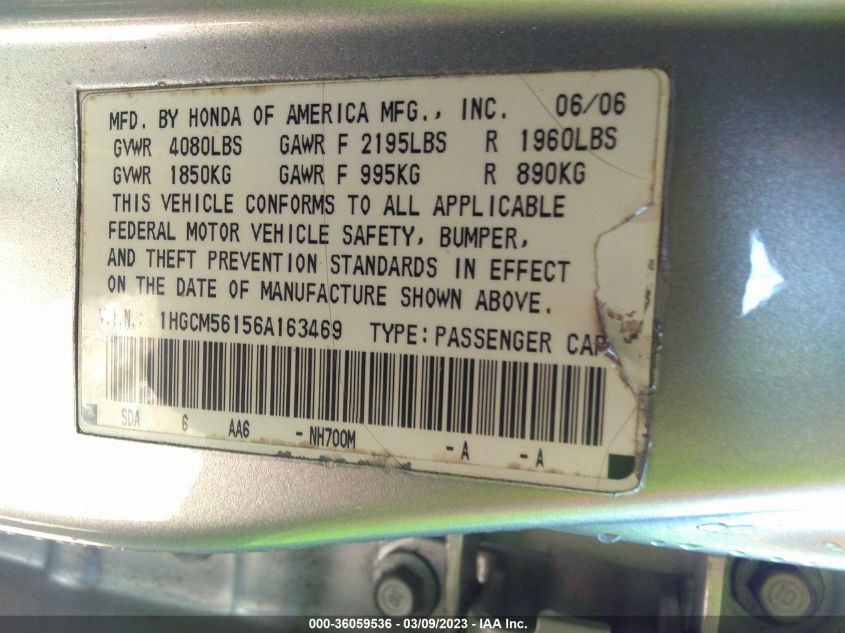 MFD. BY HONDA OF AMERICA MFG., INC. 06/06
GVWR 4080LBS GAWR F 2195LBS R 1960LBS
GVWR 1850KG GAWR F 995KG R 890KG
THIS VEHICLE CONFORMS TO ALL APPLICABLE
FEDERAL MOTOR VEHICLE SAFETY, BUMPER,
AND THEFT PREVENTION STANDARDS IN EFFECT
ON THE DATE OF MANUFACTURE SHOWN ABOVE.
V.I.N.: 1HGCM56156A163469 TYPE:PASSENGER CAR
SDA 6 AA6 - NH700M - A - A
000-36059536 - 03/09/2023 - IAA Inc.